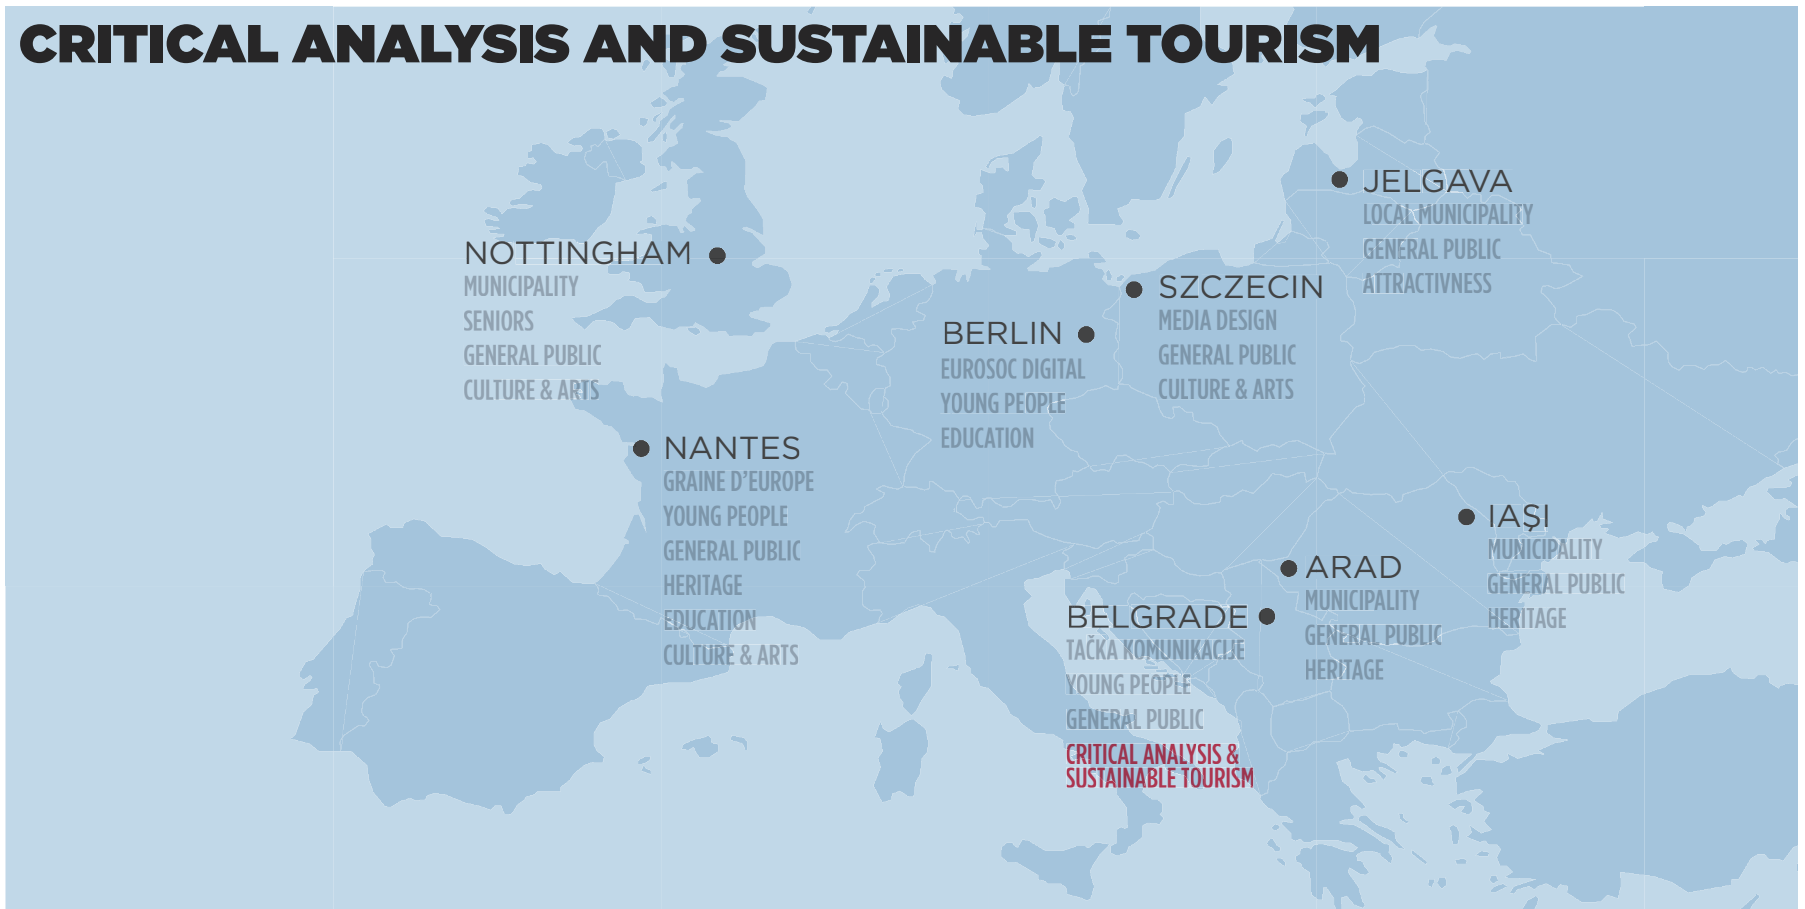 CRITICAL ANALYSIS AND SUSTAINABLE TOURISM
JELGAVA
LOCAL MUNICIPALITY
GENERAL PUBLIC
ATTRACTIVNESS
NOTTINGHAM
MUNICIPALITY
SENIORS
GENERAL PUBLIC
CULTURE & ARTS
SZCZECIN
MEDIA DESIGN
GENERAL PUBLIC
CULTURE & ARTS
BERLIN
EUROSOC DIGITAL
YOUNG PEOPLE
EDUCATION
NANTES
GRAINE D'EUROPE
YOUNG PEOPLE
GENERAL PUBLIC
HERITAGE
EDUCATION
CULTURE & ARTS
IAŞI
MUNICIPALITY
GENERAL PUBLIC
HERITAGE
ARAD
MUNICIPALITY
GENERAL PUBLIC
HERITAGE
BELGRADE
TAČKA KOMUNIKACIJE
YOUNG PEOPLE
GENERAL PUBLIC
CRITICAL ANALYSIS &
SUSTAINABLE TOURISM